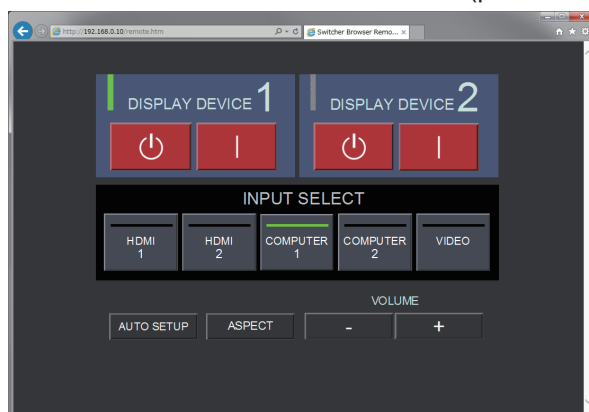 http://192.168.0.10/remote.htm
Switcher Browser Remo...
DISPLAY DEVICE 1
DISPLAY DEVICE 2
INPUT SELECT
HDMI 1
HDMI 2
COMPUTER 1
COMPUTER 2
VIDEO
VOLUME
AUTO SETUP
ASPECT
-
+